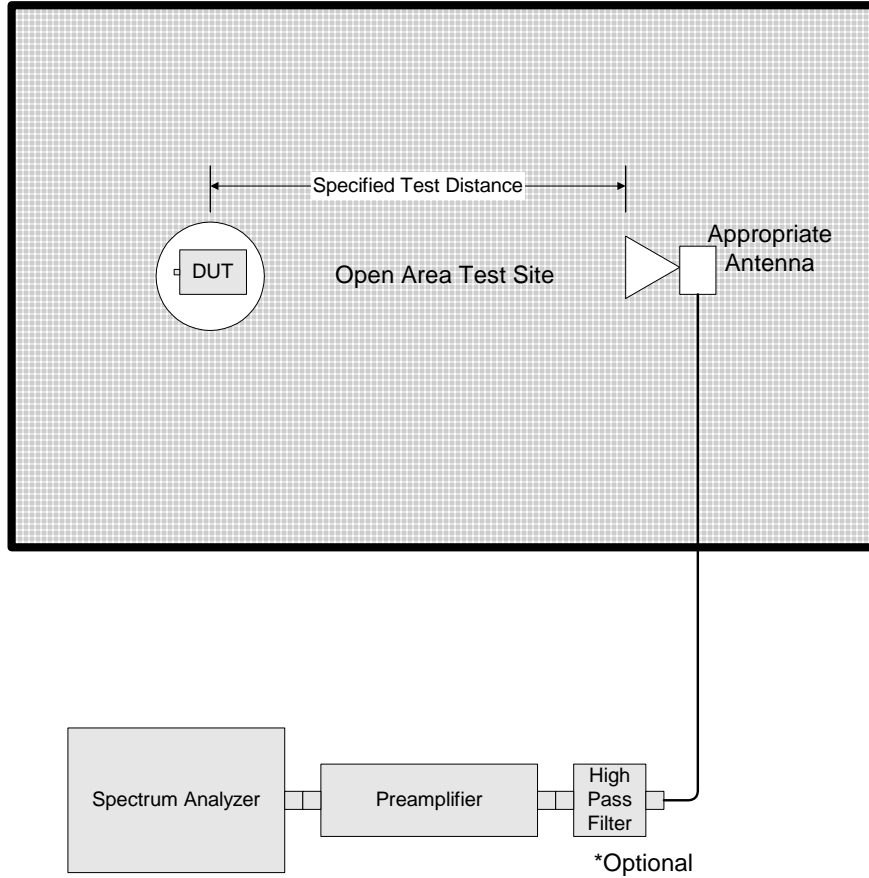 Specified Test Distance
DUT
Open Area Test Site
Appropriate
Antenna
Spectrum Analyzer
Preamplifier
High
Pass
Filter
*Optional